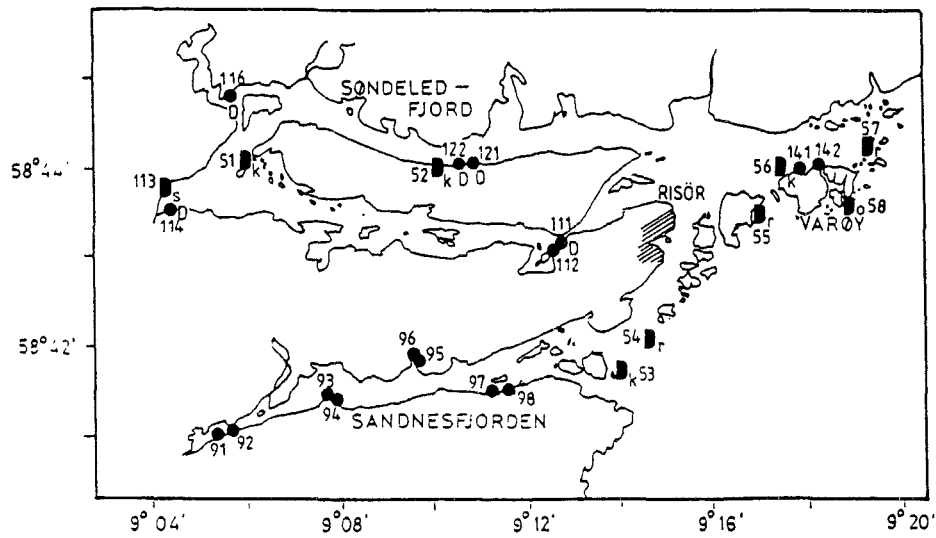 116
D
SØNDELED-
FJORD
57
r
122
121
S1
k
S2
k
D
D
56
k
141
142
58° 44'
113
s
114
D
RISÖR
55
r
VARØY
o
58
111
D
112
58° 42'
96
95
54
r
k
53
93
94
97
98
SANDNESFJORDEN
91
92
9° 04'
9° 08'
9° 12'
9° 16'
9° 20'